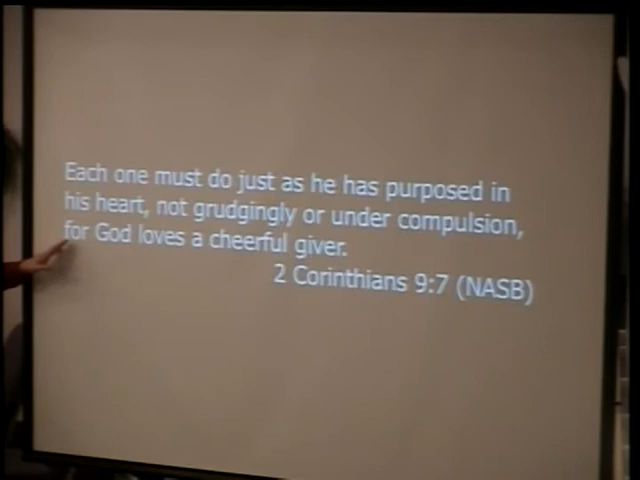 Each one must do just as he has purposed in
his heart, not grudgingly or under compulsion,
for God loves a cheerful giver.
2 Corinthians 9:7 (NASB)